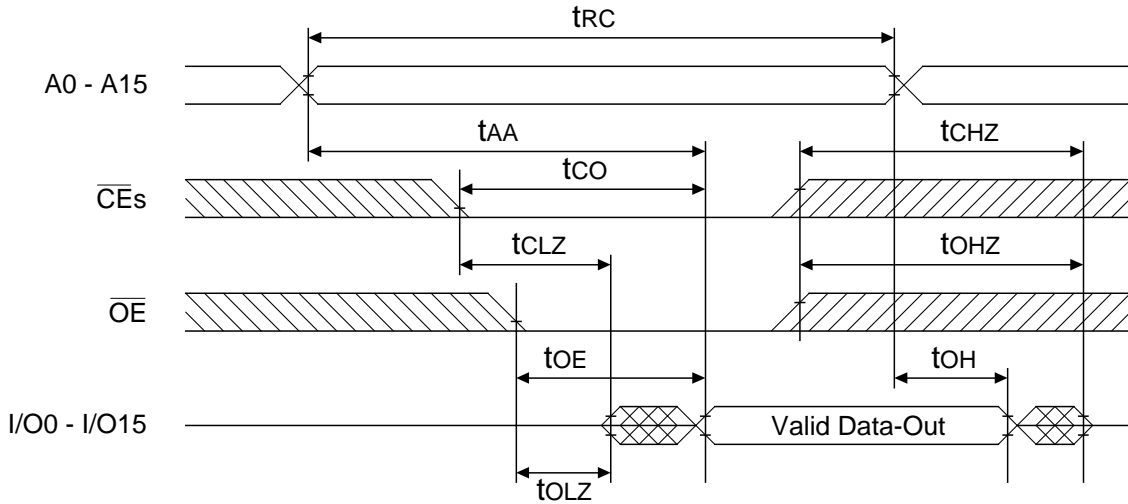 tRC
A0 - A15
tAA
tCHZ
tCO
CEs
tCLZ
tOHZ
OE
tOE
tOH
I/O0 - I/O15
Valid Data-Out
tOLZ